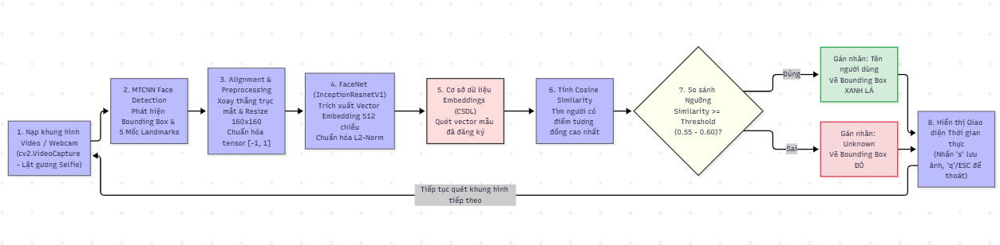 1. Nạp khung hình
Video / Webcam
(cv2.VideoCapture
- Lật gương Selfie)
2. MTCNN Face
Detection
Phát hiện
Bounding Box &
5 Mốc Landmarks
3. Alignment &
Preprocessing
Xoay thẳng trục
mắt & Resize
160x160
Chuẩn hóa
tensor [-1, 1]
4. FaceNet
(InceptionResnetV1)
Trích xuất Vector
Embedding 512
chiều
Chuẩn hóa L2-Norm
5. Cơ sở dữ liệu
Embeddings
(CSDL)
Quét vector mẫu
đã đăng ký
6. Tính Cosine
Similarity
Tìm người có
điểm tương
đồng cao nhất
7. So sánh
Ngưỡng
Similarity >=
Threshold
(0.55 - 0.60)?
Đúng
Gán nhãn: Tên
người dùng
Vẽ Bounding Box
XANH LÁ
Sai
Gán nhãn:
Unknown
Vẽ Bounding Box
ĐỎ
8. Hiển thị Giao
diện Thời gian
thực
(Nhấn 's' lưu
ảnh, 'q'/ESC để
thoát)
Tiếp tục quét khung hình
tiếp theo